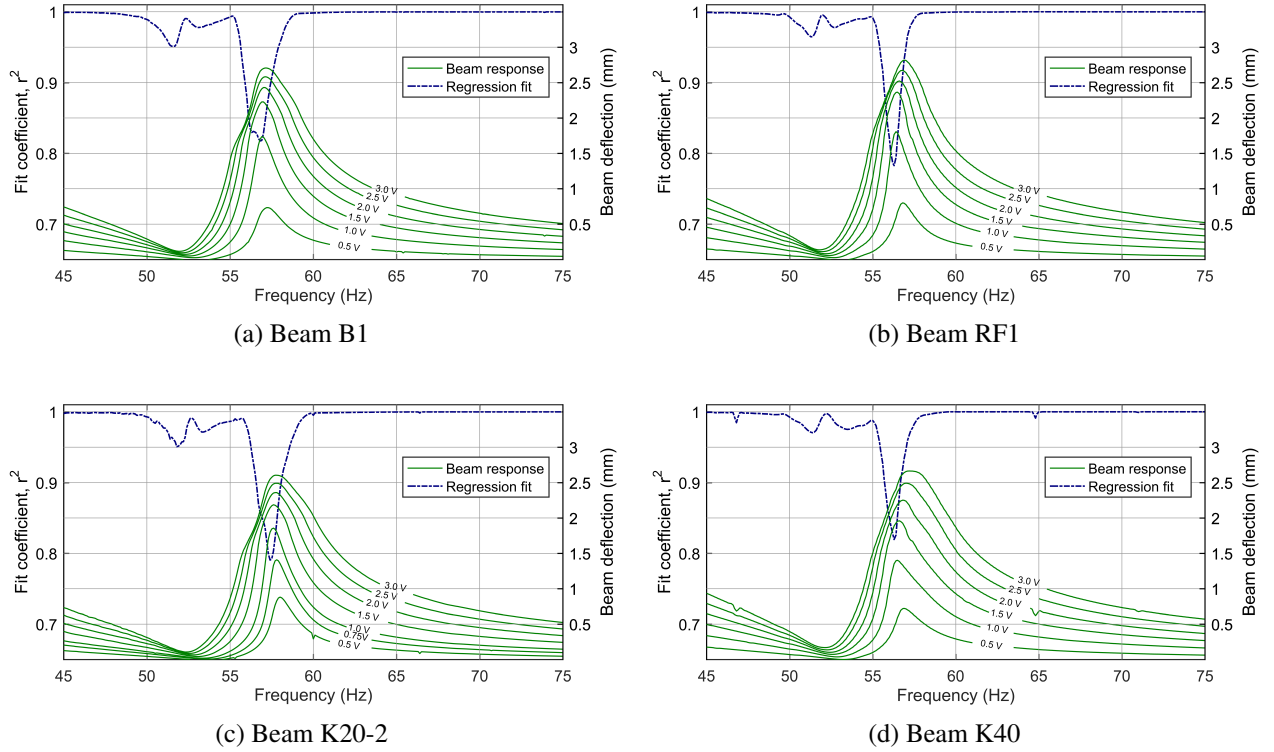 1
0.9
0.8
0.7
Fit coefficient, r²
3
2.5
2
1.5
1
0.5
Beam deflection (mm)
Beam response
Regression fit
3.0 V
2.5 V
2.0 V
1.5 V
1.0 V
0.5 V
45 50 55 60 65 70 75
Frequency (Hz)
(a) Beam B1
1
0.9
0.8
0.7
Fit coefficient, r²
3
2.5
2
1.5
1
0.5
Beam deflection (mm)
Beam response
Regression fit
3.0 V
2.5 V
2.0 V
1.5 V
1.0 V
0.5 V
45 50 55 60 65 70 75
Frequency (Hz)
(b) Beam RF1
1
0.9
0.8
0.7
Fit coefficient, r²
3
2.5
2
1.5
1
0.5
Beam deflection (mm)
Beam response
Regression fit
3.0 V
2.5 V
2.0 V
1.5 V
1.0 V
0.75V
0.5 V
45 50 55 60 65 70 75
Frequency (Hz)
(c) Beam K20-2
1
0.9
0.8
0.7
Fit coefficient, r²
3
2.5
2
1.5
1
0.5
Beam deflection (mm)
Beam response
Regression fit
3.0 V
2.5 V
2.0 V
1.5 V
1.0 V
0.5 V
45 50 55 60 65 70 75
Frequency (Hz)
(d) Beam K40